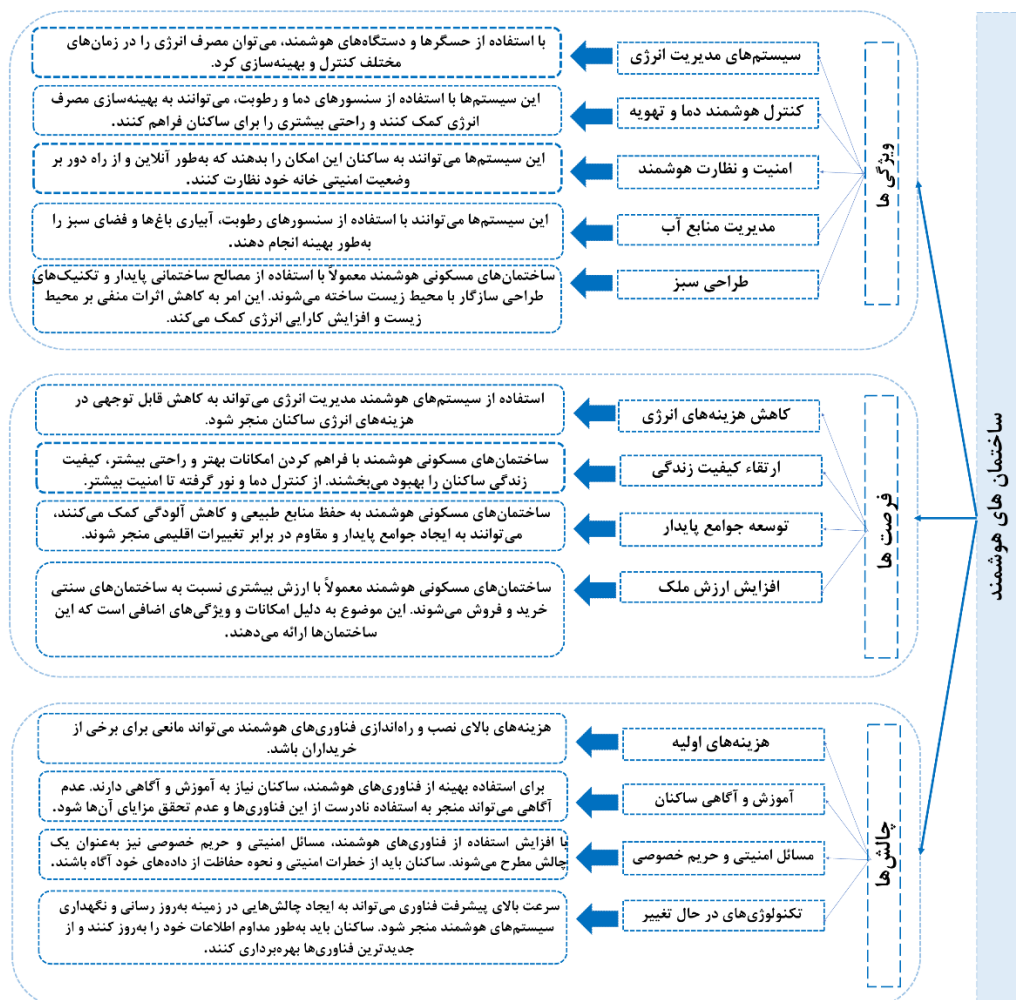 ساختمان های هوشمند
ویژگی ها
سیستم‌های مدیریت انرژی
با استفاده از حسگرها و دستگاه‌های هوشمند، می‌توان مصرف انرژی را در زمان‌های
مختلف کنترل و بهینه‌سازی کرد.
کنترل هوشمند دما و تهویه
این سیستم‌ها با استفاده از سنسورهای دما و رطوبت، می‌توانند به بهینه‌سازی مصرف
انرژی کمک کنند و راحتی بیشتری را برای ساکنان فراهم کنند.
امنیت و نظارت هوشمند
این سیستم‌ها می‌توانند به ساکنان این امکان را بدهند که به‌طور آنلاین و از راه دور بر
وضعیت امنیتی خانه خود نظارت کنند.
مدیریت منابع آب
این سیستم‌ها می‌توانند با استفاده از سنسورهای رطوبت، آبیاری باغ‌ها و فضای سبز را
به‌طور بهینه انجام دهند.
طراحی سبز
ساختمان‌های مسکونی هوشمند معمولاً با استفاده از مصالح ساختمانی پایدار و تکنیک‌های
طراحی سازگار با محیط زیست ساخته می‌شوند. این امر به کاهش اثرات منفی بر محیط
زیست و افزایش کارایی انرژی کمک می‌کند.
فرصت ها
کاهش هزینه‌های انرژی
استفاده از سیستم‌های هوشمند مدیریت انرژی می‌تواند به کاهش قابل توجهی در
هزینه‌های انرژی ساکنان منجر شود.
ارتقاء کیفیت زندگی
ساختمان‌های مسکونی هوشمند با فراهم کردن امکانات بهتر و راحتی بیشتر، کیفیت
زندگی ساکنان را بهبود می‌بخشند. از کنترل دما و نور گرفته تا امنیت بیشتر.
توسعه جوامع پایدار
ساختمان‌های مسکونی هوشمند به حفظ منابع طبیعی و کاهش آلودگی کمک می‌کنند،
می‌توانند به ایجاد جوامع پایدار و مقاوم در برابر تغییرات اقلیمی منجر شوند.
افزایش ارزش ملک
ساختمان‌های مسکونی هوشمند معمولاً با ارزش بیشتری نسبت به ساختمان‌های سنتی
خرید و فروش می‌شوند. این موضوع به دلیل امکانات و ویژگی‌های اضافی است که این
ساختمان‌ها ارائه می‌دهند.
چالش‌ها
هزینه‌های اولیه
هزینه‌های بالای نصب و راه‌اندازی فناوری‌های هوشمند می‌تواند مانعی برای برخی از
خریداران باشد.
آموزش و آگاهی ساکنان
برای استفاده بهینه از فناوری‌های هوشمند، ساکنان نیاز به آموزش و آگاهی دارند. عدم
آگاهی می‌تواند منجر به استفاده نادرست از این فناوری‌ها و عدم تحقق مزایای آن‌ها شود.
مسائل امنیتی و حریم خصوصی
با افزایش استفاده از فناوری‌های هوشمند، مسائل امنیتی و حریم خصوصی نیز به‌عنوان یک
چالش مطرح می‌شوند. ساکنان باید از خطرات امنیتی و نحوه حفاظت از داده‌های خود آگاه باشند.
تکنولوژی‌های در حال تغییر
سرعت بالای پیشرفت فناوری می‌تواند به ایجاد چالش‌هایی در زمینه به‌روز رسانی و نگهداری
سیستم‌های هوشمند منجر شود. ساکنان باید به‌طور مداوم اطلاعات خود را به‌روز کنند و از
جدیدترین فناوری‌ها بهره‌برداری کنند.